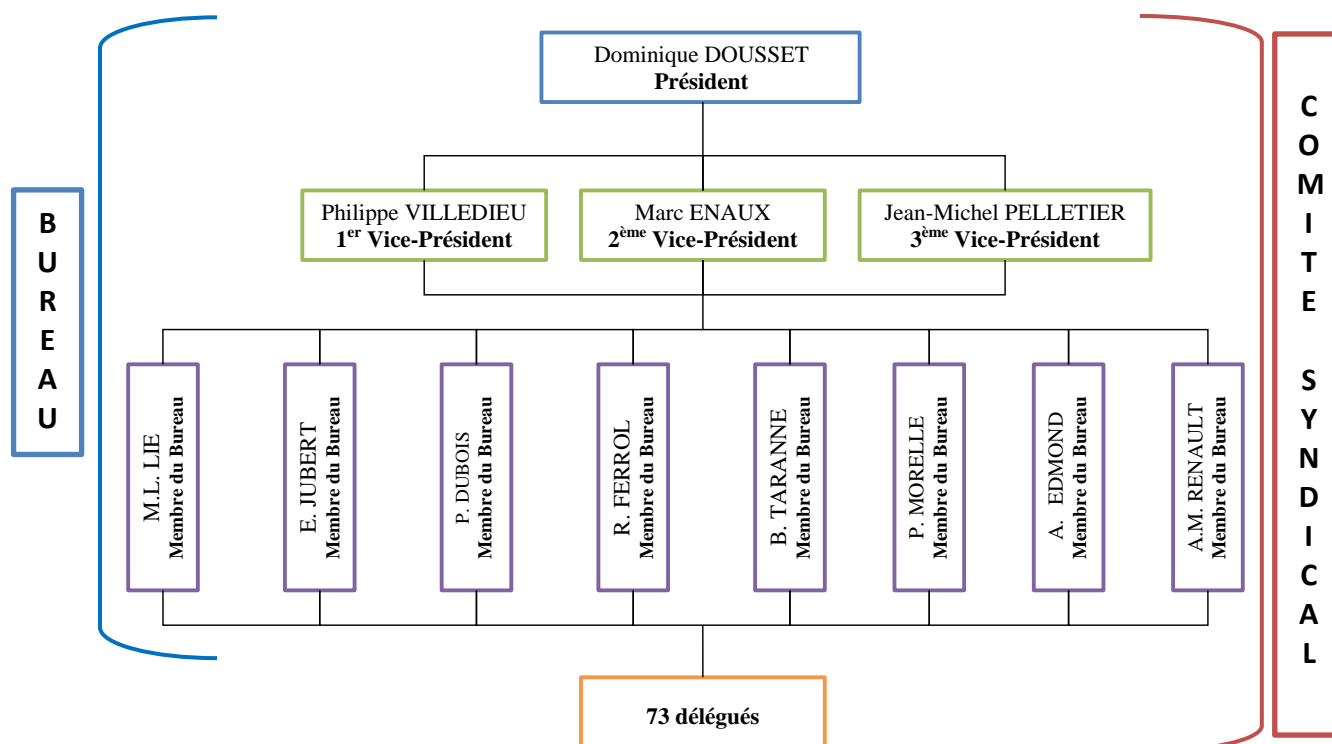 Dominique DOUSSET
Président
BUREAU
Philippe VILLEDIEU
1er Vice-Président
Marc ENAUX
2ème Vice-Président
Jean-Michel PELLETIER
3ème Vice-Président
COMITE SYNDICAL
M.L. LIE
Membre du Bureau
E. JUBERT
Membre du Bureau
P. DUBOIS
Membre du Bureau
R. FERROL
Membre du Bureau
B. TARANNE
Membre du Bureau
P. MORELLE
Membre du Bureau
A. EDMOND
Membre du Bureau
A.M. RENAULT
Membre du Bureau
73 délégués